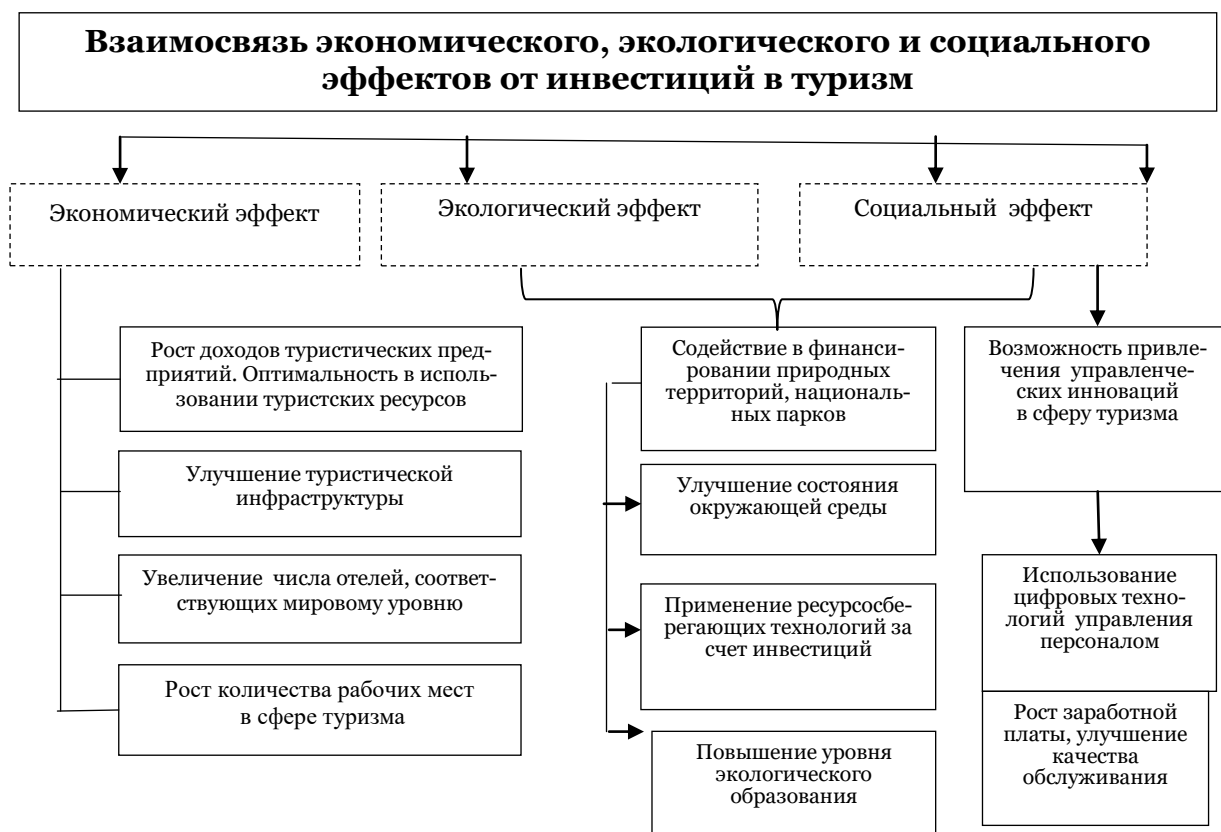 Взаимосвязь экономического, экологического и социального
эффектов от инвестиций в туризм
Экономический эффект
Экологический эффект
Социальный эффект
Рост доходов туристических пред-
приятий. Оптимальность в исполь-
зовании туристских ресурсов
Улучшение туристической
инфраструктуры
Увеличение числа отелей, соответ-
ствующих мировому уровню
Рост количества рабочих мест
в сфере туризма
Содействие в финанси-
ровании природных
территорий, националь-
ных парков
Улучшение состояния
окружающей среды
Применение ресурсосбе-
регающих технологий за
счет инвестиций
Повышение уровня
экологического
образования
Возможность привле-
чения управленче-
ских инноваций
в сферу туризма
Использование
цифровых техно-
логий управления
персоналом
Рост заработной
платы, улучшение
качества
обслуживания